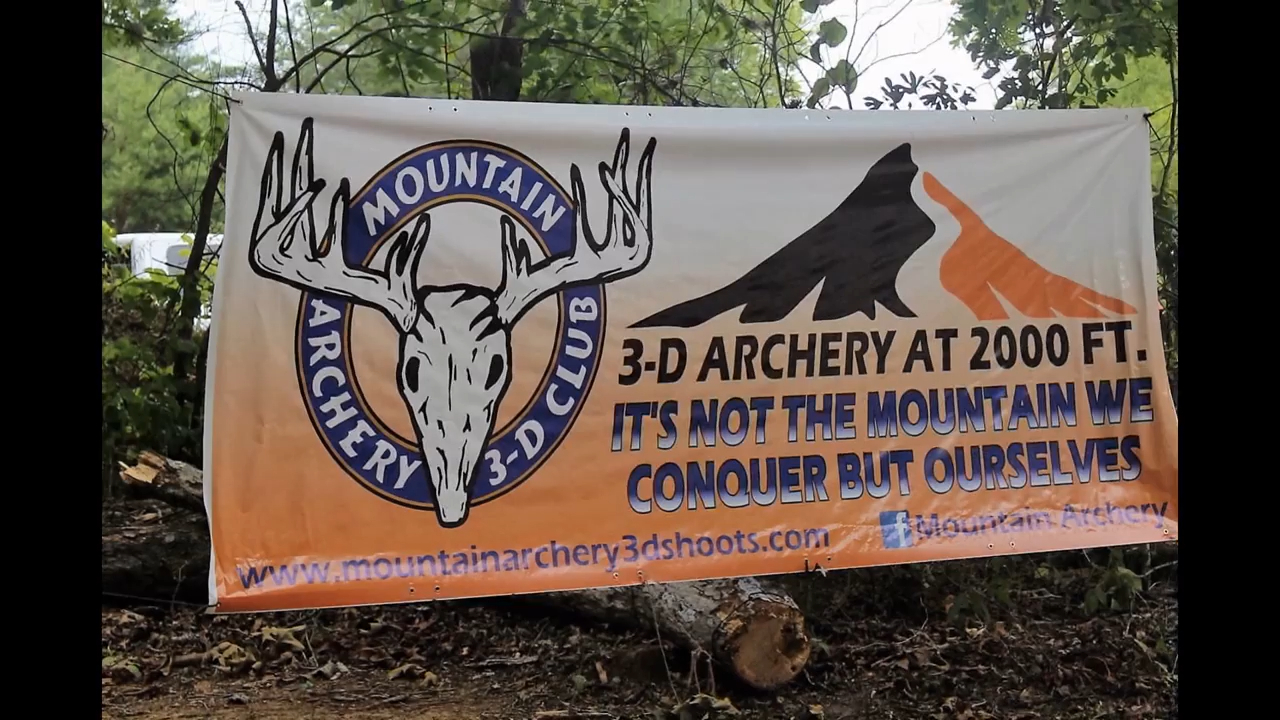 MOUNTAIN
ARCHERY 3-D CLUB
3-D ARCHERY AT 2000 FT.
IT'S NOT THE MOUNTAIN WE
CONQUER BUT OURSELVES
www.mountainarchery3dshoots.com
f Mountain Archery